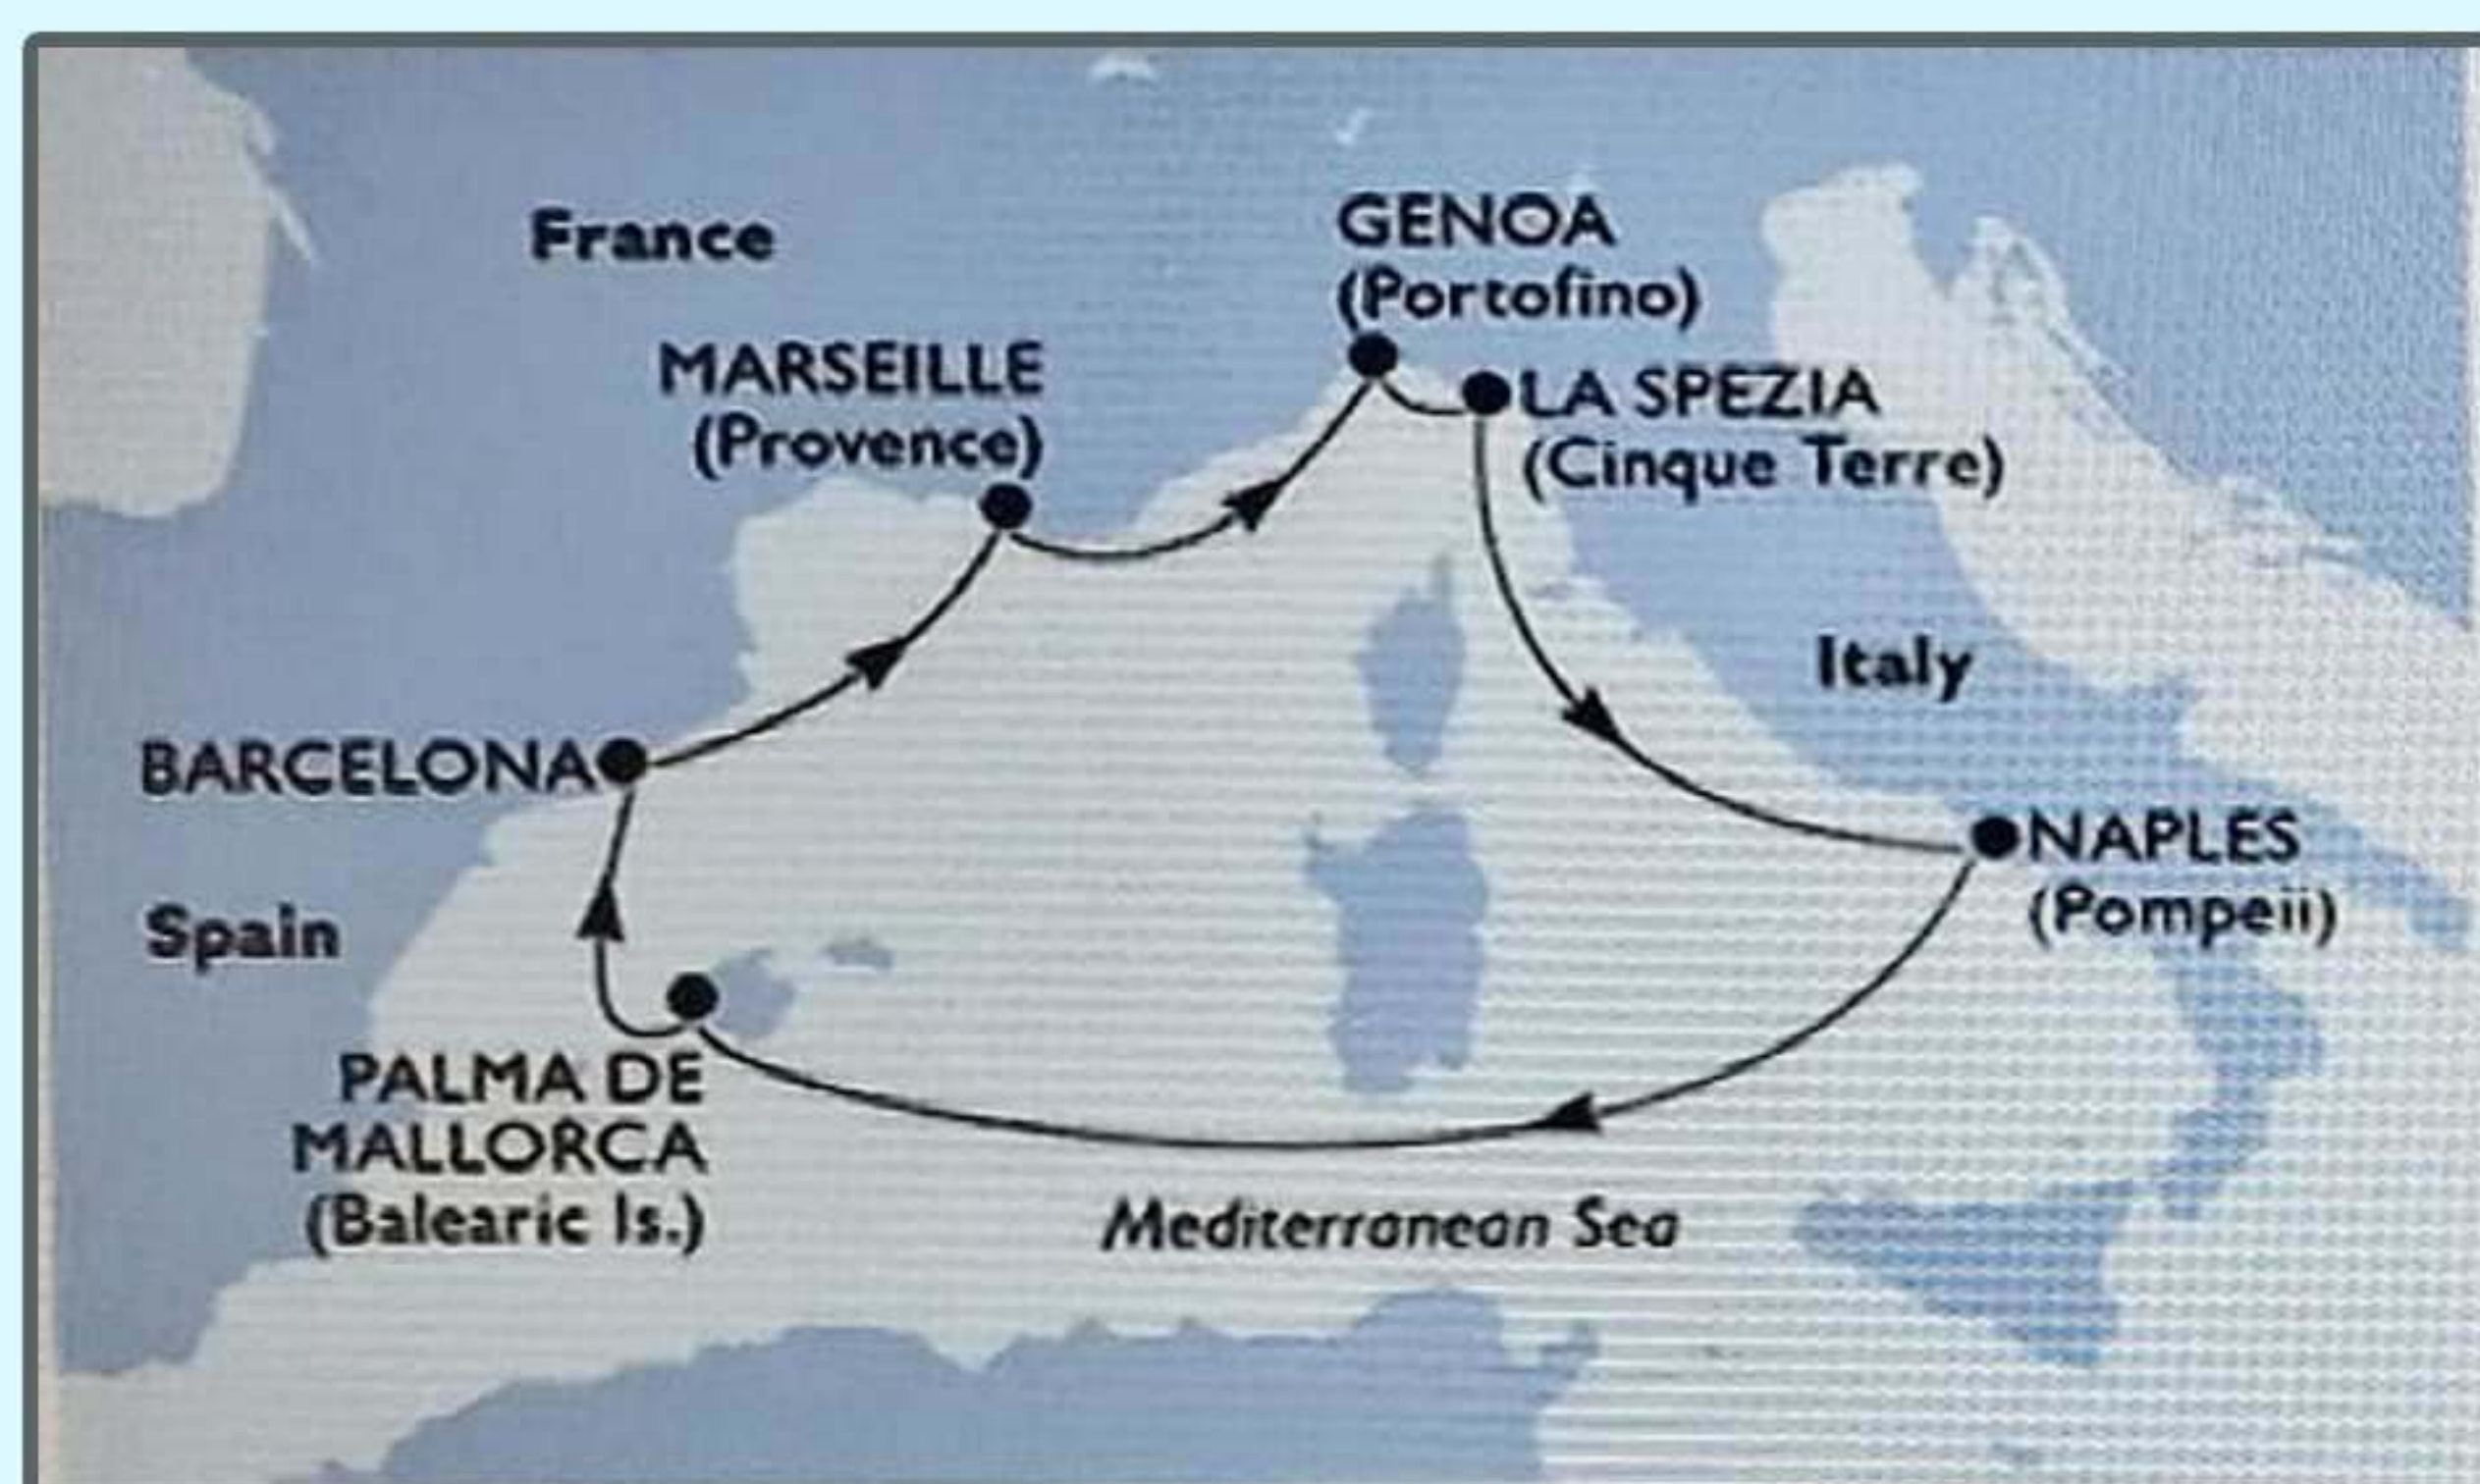 France
GENOA
(Portofino)
MARSEILLE
(Provence)
LA SPEZIA
(Cinque Terre)
Italy
BARCELONA
NAPLES
(Pompeii)
Spain
PALMA DE
MALLORCA
(Balearic Is.)
Mediterranean Sea